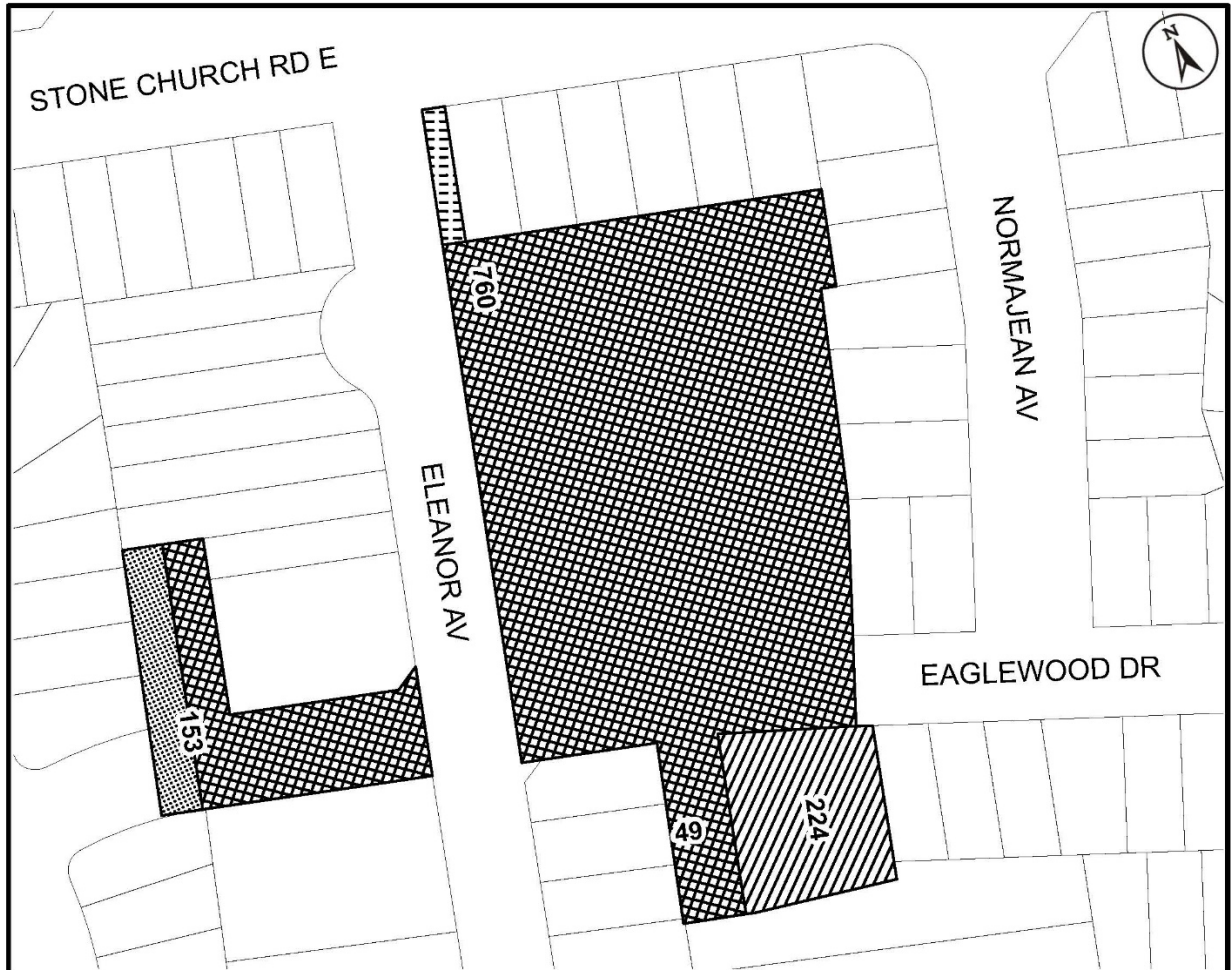 STONE CHURCH RD E
N
760
NORMAJEAN AV
ELEANOR AV
EAGLEWOOD DR
153
49
224